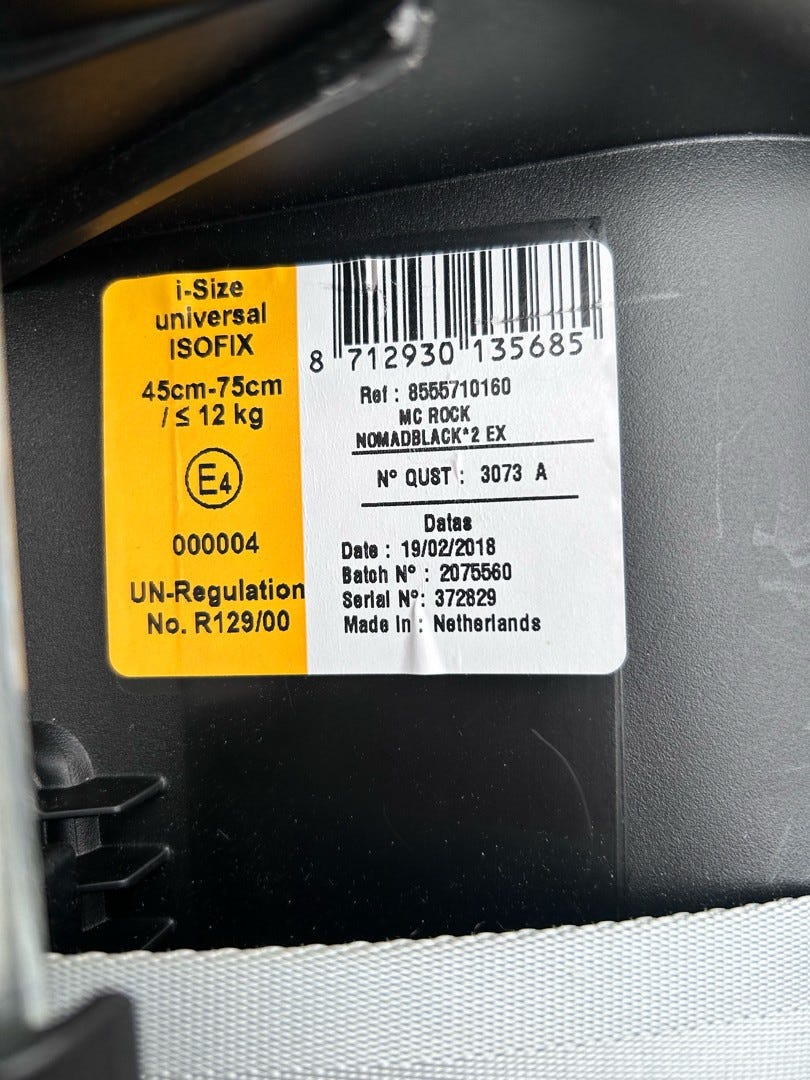 i-Size
universal
ISOFIX
45cm-75cm
/ ≤ 12 kg
E4
000004
UN-Regulation
No. R129/00
8 712930 135685
Ref : 8555710160
MC ROCK
NOMADBLACK*2 EX
N° QUST : 3073 A
Datas
Date : 19/02/2018
Batch N° : 2075560
Serial N°: 372829
Made In : Netherlands